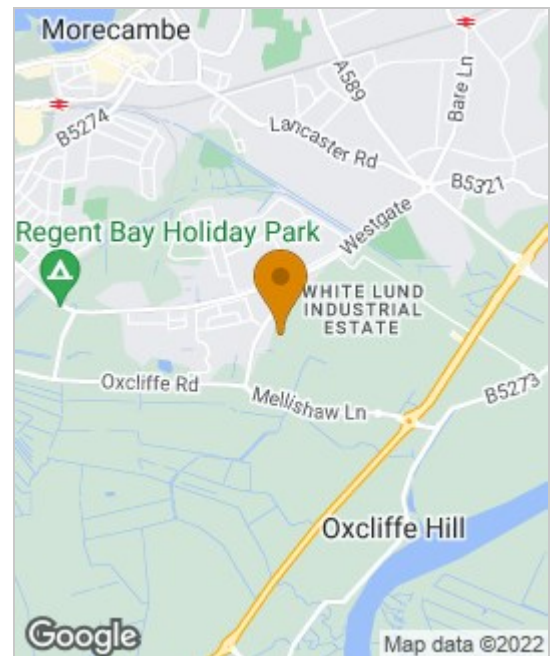 Morecambe
B5274
A589
Bare Ln
Lancaster Rd
B5321
Westgate
Regent Bay Holiday Park
WHITE LUND
INDUSTRIAL
ESTATE
Oxcliffe Rd
Mellishaw Ln
B5273
Oxcliffe Hill
Google
Map data ©2022